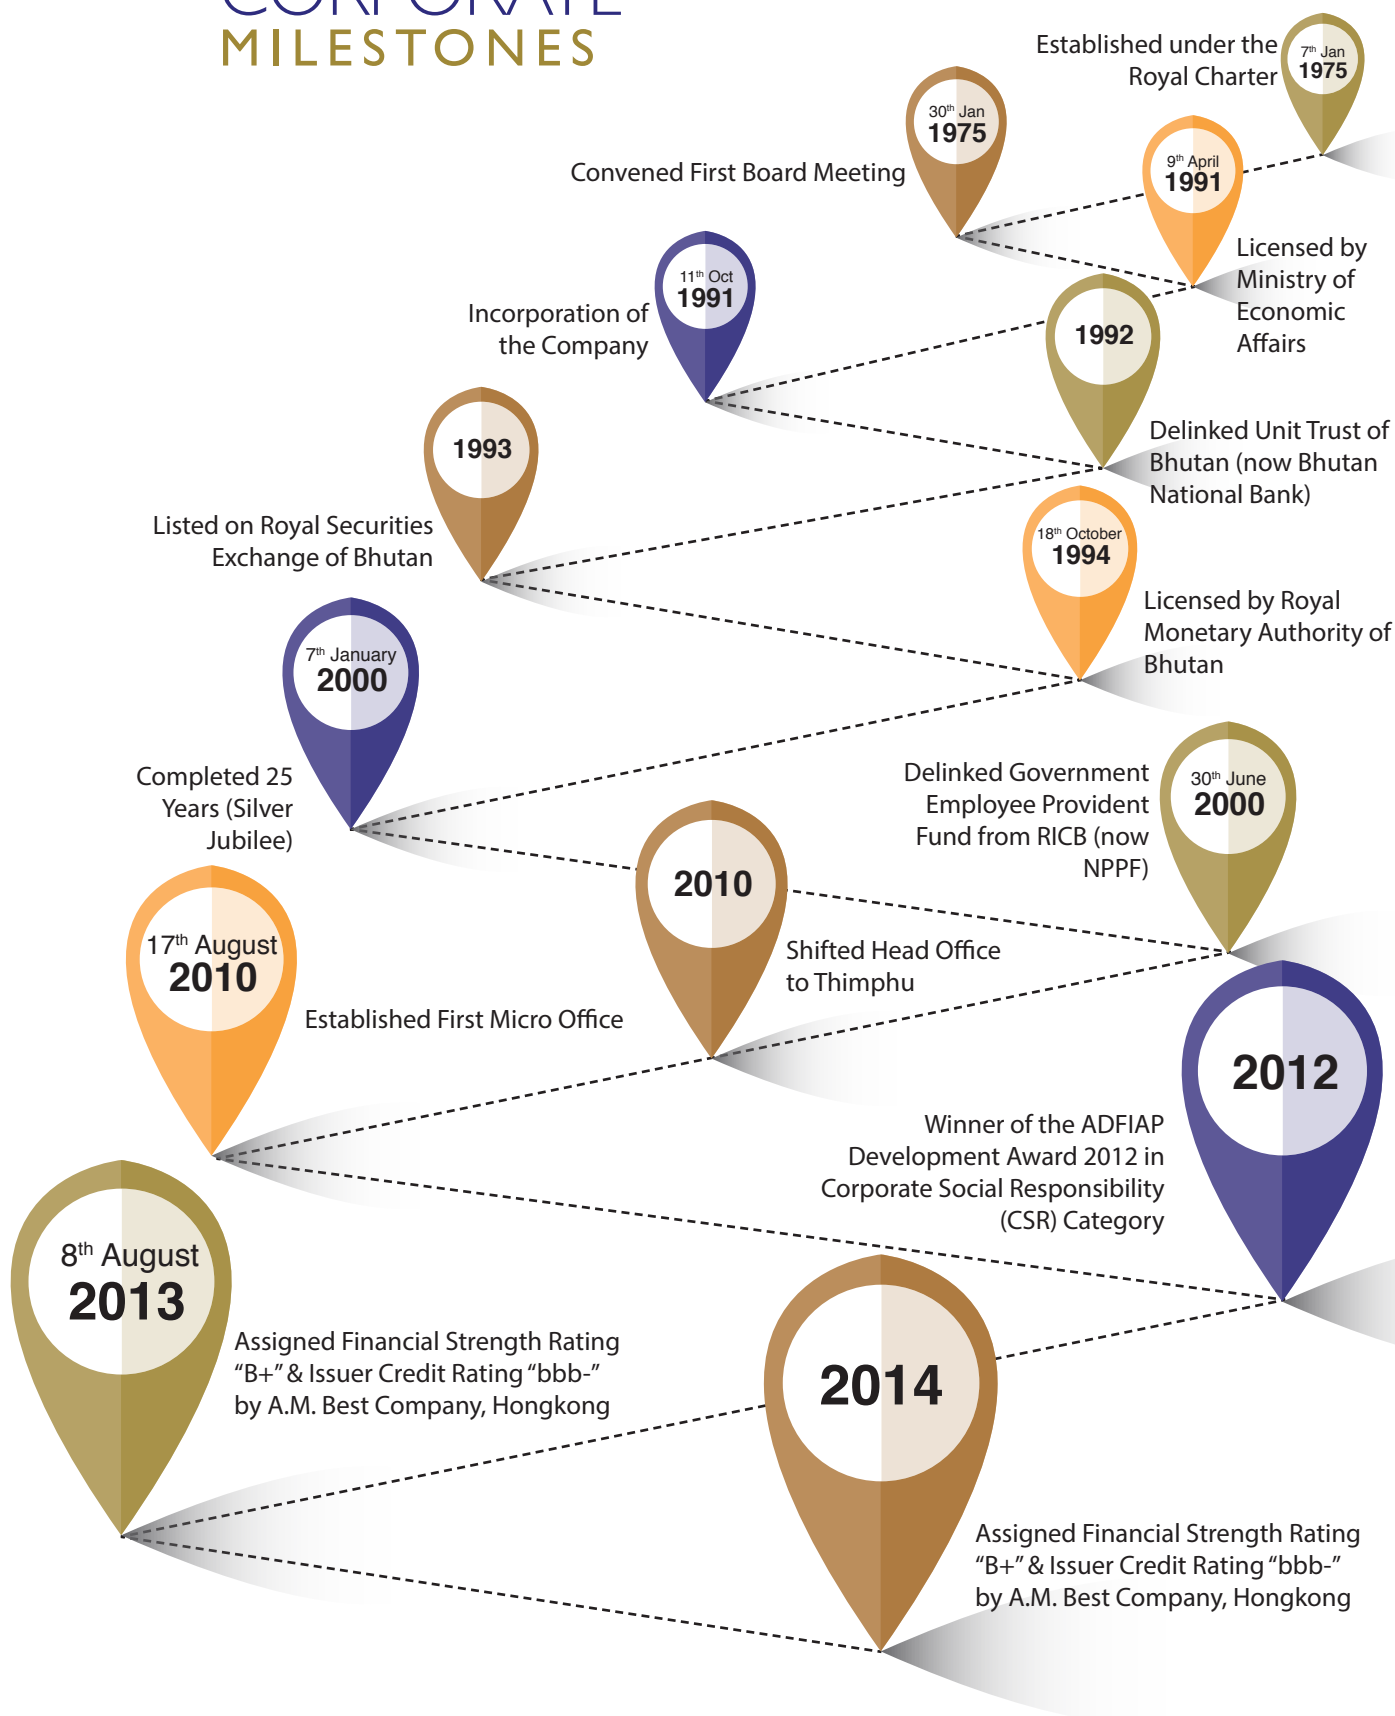 CORPORATE
MILESTONES
Established under the
Royal Charter
7th Jan
1975
30th Jan
1975
Convened First Board Meeting
9th April
1991
Licensed by
Ministry of
Economic
Affairs
11th Oct
1991
Incorporation of
the Company
1992
Delinked Unit Trust of
Bhutan (now Bhutan
National Bank)
1993
Listed on Royal Securities
Exchange of Bhutan
18th October
1994
Licensed by Royal
Monetary Authority of
Bhutan
7th January
2000
Completed 25
Years (Silver
Jubilee)
30th June
2000
Delinked Government
Employee Provident
Fund from RICB (now
NPPF)
2010
Shifted Head Office
to Thimphu
17th August
2010
Established First Micro Office
2012
Winner of the ADFIAP
Development Award 2012 in
Corporate Social Responsibility
(CSR) Category
8th August
2013
Assigned Financial Strength Rating
“B+” & Issuer Credit Rating “bbb-”
by A.M. Best Company, Hongkong
2014
Assigned Financial Strength Rating
“B+” & Issuer Credit Rating “bbb-”
by A.M. Best Company, Hongkong